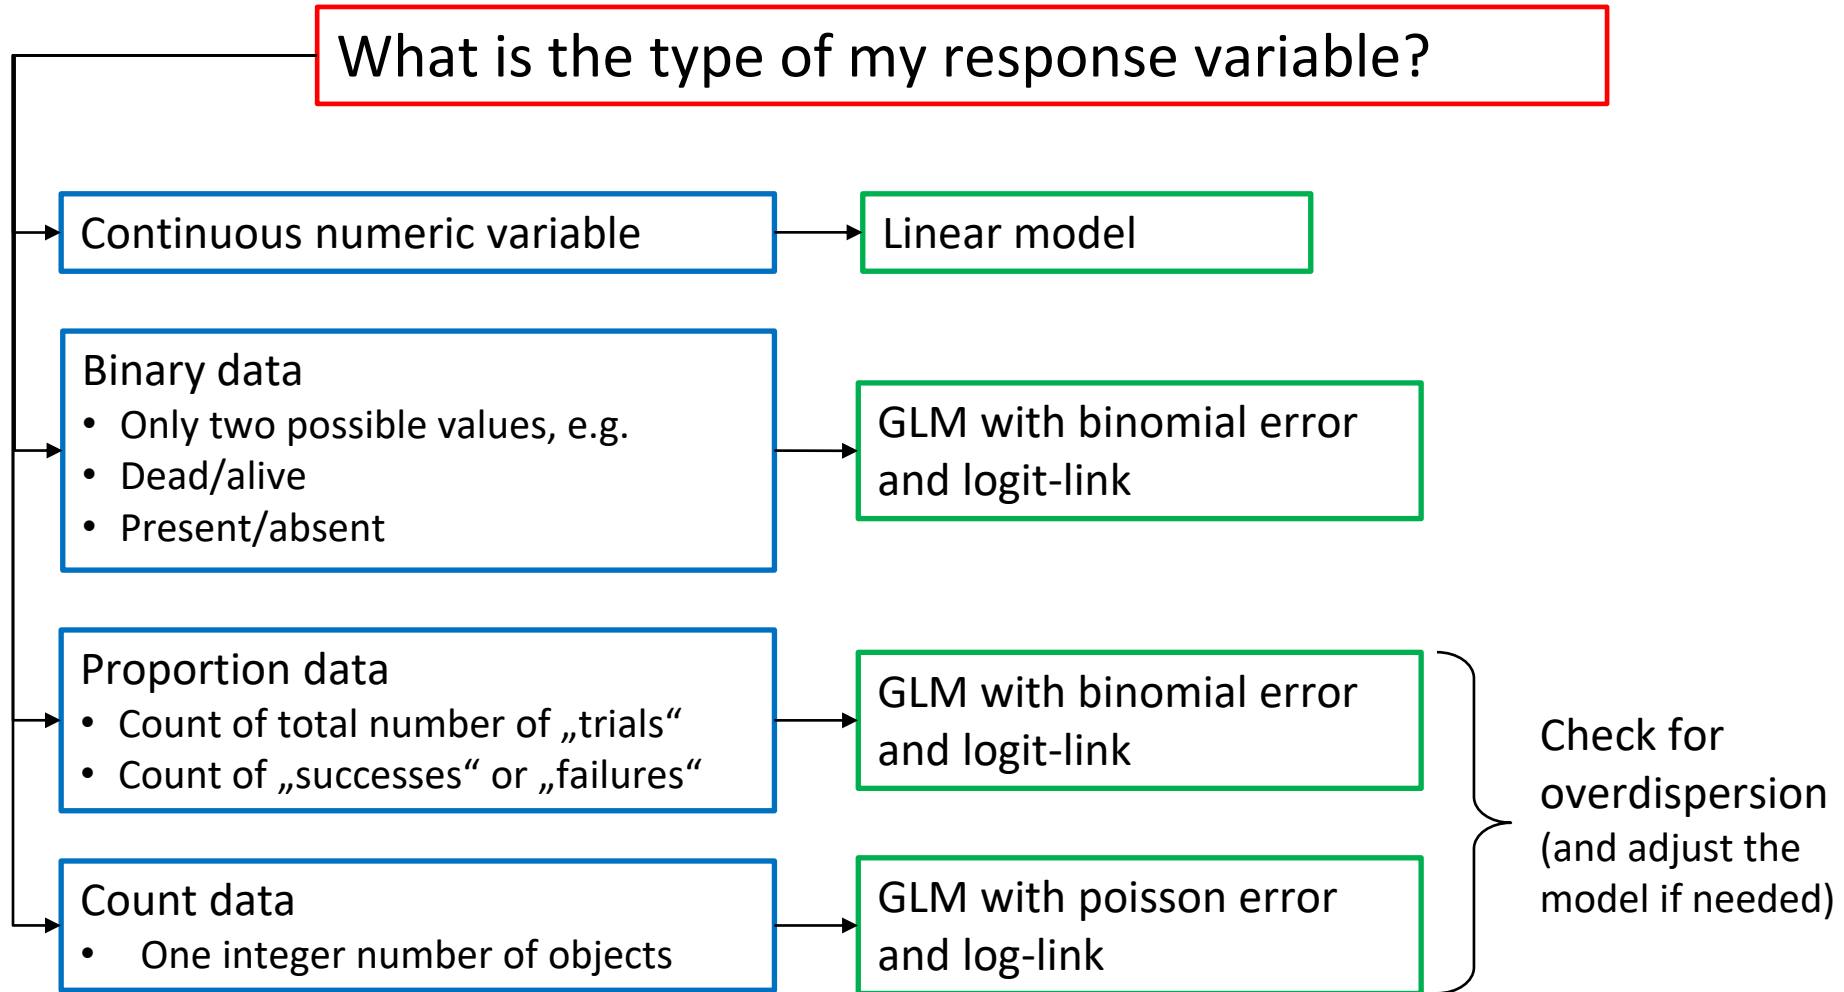 What is the type of my response variable?
Continuous numeric variable
Linear model
Binary data
• Only two possible values, e.g.
• Dead/alive
• Present/absent
GLM with binomial error
and logit-link
Proportion data
• Count of total number of „trials“
• Count of „successes“ or „failures“
GLM with binomial error
and logit-link
Count data
• One integer number of objects
GLM with poisson error
and log-link
Check for
overdispersion
(and adjust the
model if needed)